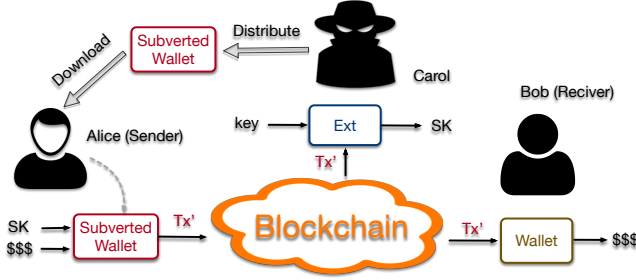 Distribute
Download
Subverted
Wallet
Carol
Bob (Reciver)
Alice (Sender)
key
Ext
SK
Tx'
SK
$$$
Subverted
Wallet
Tx'
Blockchain
Tx'
Wallet
$$$